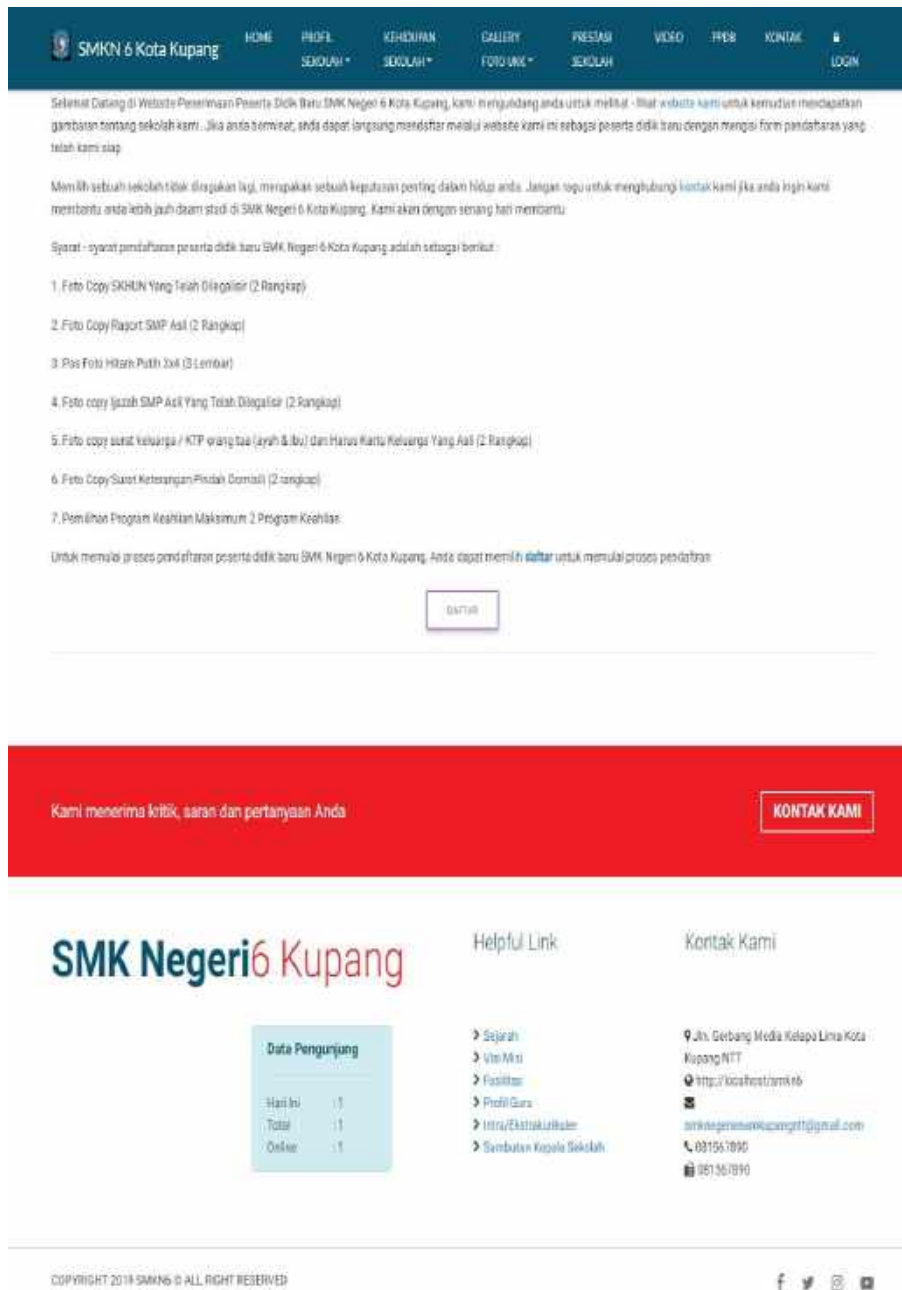 SMKN 6 Kota Kupang
HOME
PROFIL SEKOLAH
KEHIDUPAN SEKOLAH
GALLERY FOTO UNK
PRESTASI SEKOLAH
VIDEO
PPDB
KONTAK
LOGIN
Selamat Datang di Website Penerimaan Peserta Didik Baru SMK Negeri 6 Kota Kupang, kami mengundang anda untuk melihat - lihat website kami untuk kemudian mendapatkan
gambaran tentang sekolah kami. Jika anda berminat, anda dapat langsung mendaftar melalui website kami ini sebagai peserta didik baru dengan mengisi form pendaftaran yang
telah kami siap
Memilih sebuah sekolah tidak diragukan lagi, merupakan sebuah keputusan penting dalam hidup anda. Jangan ragu untuk menghubungi kontak kami jika anda ingin kami
membantu anda lebih jauh daam studi di SMK Negeri 6 Kota Kupang. Kami akan dengan senang hati membantu
Syarat - syarat pendaftaran peserta didik baru SMK Negeri 6 Kota Kupang adalah sebagai berikut :
1. Foto Copy SKHUN Yang Telah Dilegalisir (2 Rangkap)
2. Foto Copy Raport SMP Asli (2 Rangkap)
3. Pas Foto Hitam Putih 3x4 (3 Lembar)
4. Foto copy Ijazah SMP Asli Yang Telah Dilegalisir (2 Rangkap)
5. Foto copy surat keluarga / KTP orang tua (ayah & ibu) dan Harus Kartu Keluarga Yang Asli (2 Rangkap)
6. Foto Copy Surat Keterangan Pindah Domisili (2 rangkap)
7. Pemilihan Program Keahlian Maksimum 2 Program Keahlian
Untuk memulai proses pendaftaran peserta didik baru SMK Negeri 6 Kota Kupang. Anda dapat memilih daftar untuk memulai proses pendaftran
DAFTAR
Kami menerima kritik, saran dan pertanyaan Anda
KONTAK KAMI
SMK Negeri6 Kupang
Data Pengunjung
Hari Ini :1
Total :1
Online :1
Helpful Link
Sejarah
Visi Misi
Fasilitas
Profil Guru
Intra/Ekstrakurikuler
Sambutan Kepala Sekolah
Kontak Kami
Jln. Gerbang Media Kelapa Lima Kota
Kupang NTT
http://localhost/smkn6
081567890
081567890
COPYRIGHT 2019 SMKN6 © ALL RIGHT RESERVED